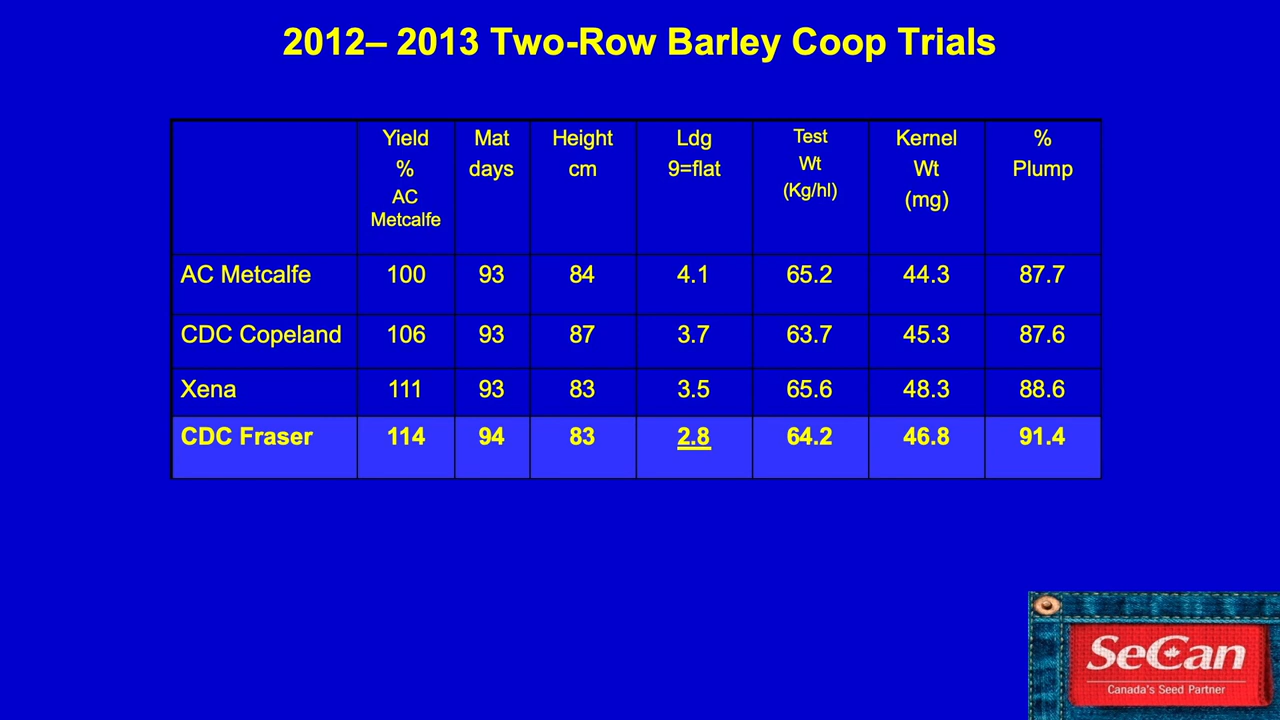 2012– 2013 Two-Row Barley Coop Trials
Yield % AC Metcalfe | Mat days | Height cm | Ldg 9=flat | Test Wt (Kg/hl) | Kernel Wt (mg) | % Plump
AC Metcalfe 100 93 84 4.1 65.2 44.3 87.7
CDC Copeland 106 93 87 3.7 63.7 45.3 87.6
Xena 111 93 83 3.5 65.6 48.3 88.6
CDC Fraser 114 94 83 2.8 64.2 46.8 91.4
SeCan
Canada's Seed Partner